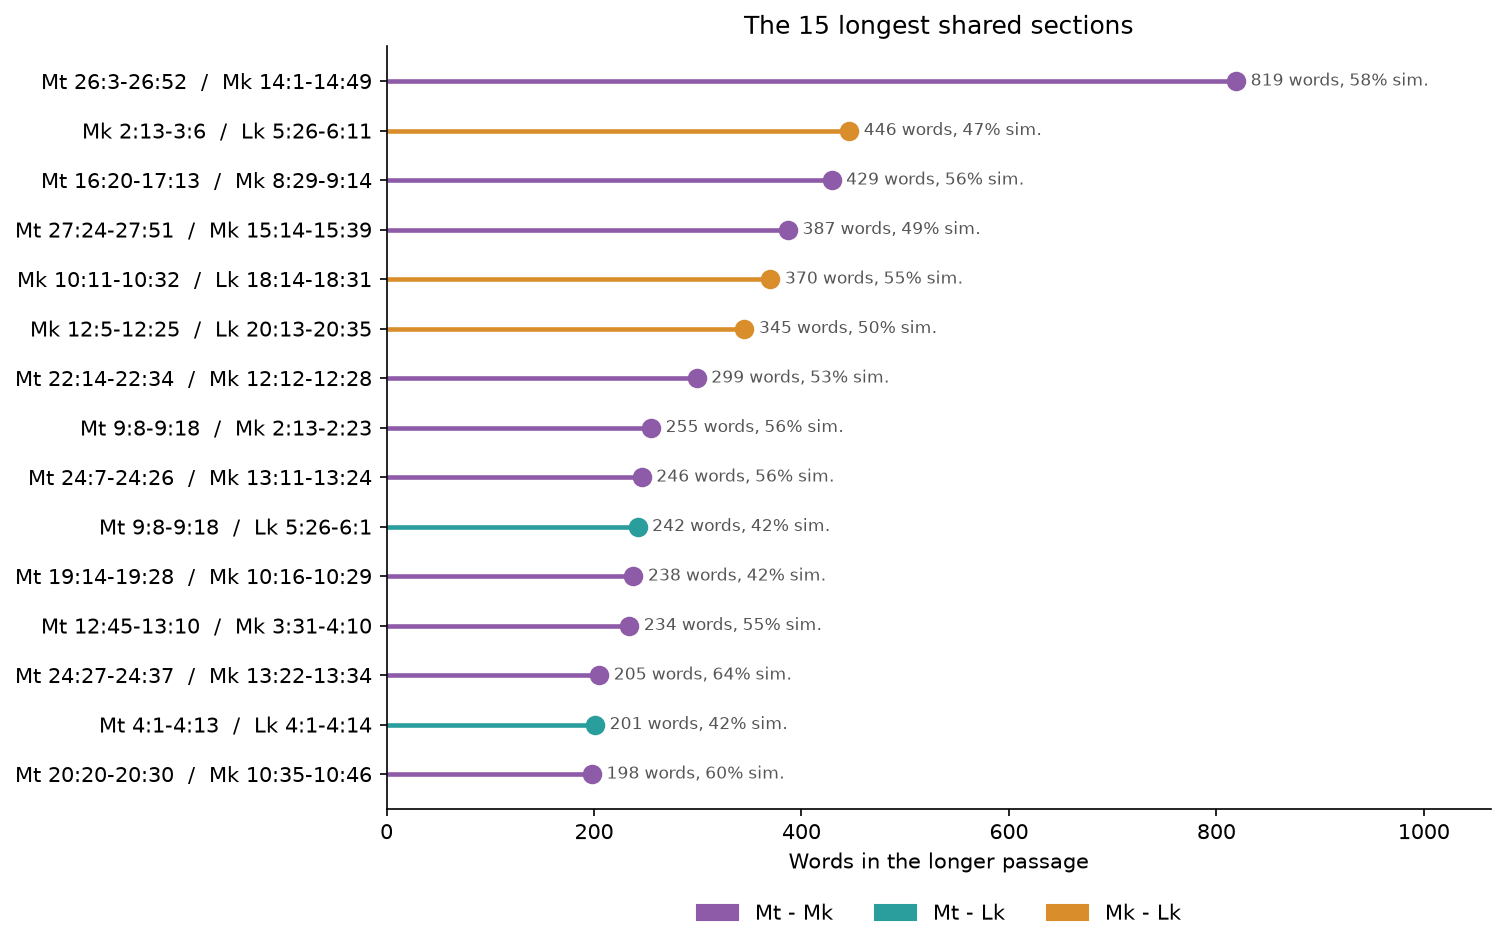 The 15 longest shared sections
Mt 26:3-26:52 / Mk 14:1-14:49 819 words, 58% sim.
Mk 2:13-3:6 / Lk 5:26-6:11 446 words, 47% sim.
Mt 16:20-17:13 / Mk 8:29-9:14 429 words, 56% sim.
Mt 27:24-27:51 / Mk 15:14-15:39 387 words, 49% sim.
Mk 10:11-10:32 / Lk 18:14-18:31 370 words, 55% sim.
Mk 12:5-12:25 / Lk 20:13-20:35 345 words, 50% sim.
Mt 22:14-22:34 / Mk 12:12-12:28 299 words, 53% sim.
Mt 9:8-9:18 / Mk 2:13-2:23 255 words, 56% sim.
Mt 24:7-24:26 / Mk 13:11-13:24 246 words, 56% sim.
Mt 9:8-9:18 / Lk 5:26-6:1 242 words, 42% sim.
Mt 19:14-19:28 / Mk 10:16-10:29 238 words, 42% sim.
Mt 12:45-13:10 / Mk 3:31-4:10 234 words, 55% sim.
Mt 24:27-24:37 / Mk 13:22-13:34 205 words, 64% sim.
Mt 4:1-4:13 / Lk 4:1-4:14 201 words, 42% sim.
Mt 20:20-20:30 / Mk 10:35-10:46 198 words, 60% sim.
0 200 400 600 800 1000
Words in the longer passage
Mt - Mk Mt - Lk Mk - Lk